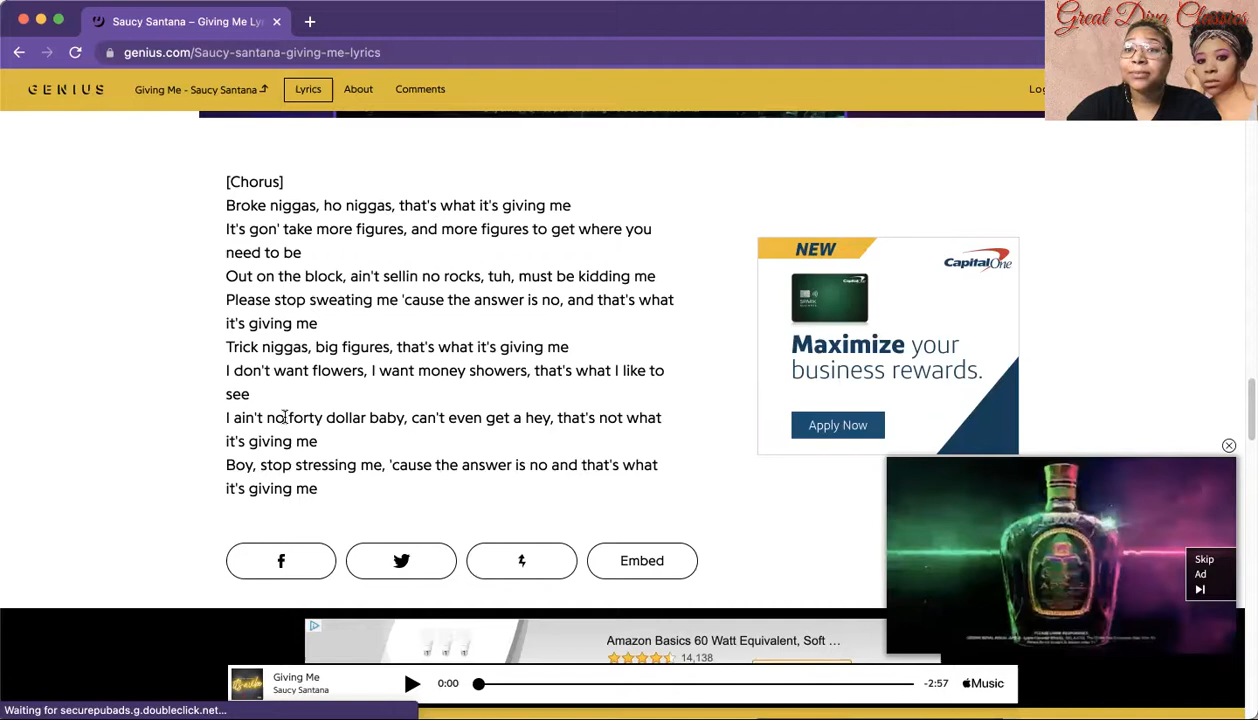 Saucy Santana – Giving Me Ly
genius.com/Saucy-santana-giving-me-lyrics
Great Diva Classics
GENIUS
Giving Me - Saucy Santana
Lyrics
About
Comments
[Chorus]
Broke niggas, ho niggas, that's what it's giving me
It's gon' take more figures, and more figures to get where you
need to be
Out on the block, ain't sellin no rocks, tuh, must be kidding me
Please stop sweating me 'cause the answer is no, and that's what
it's giving me
Trick niggas, big figures, that's what it's giving me
I don't want flowers, I want money showers, that's what I like to
see
I ain't no forty dollar baby, can't even get a hey, that's not what
it's giving me
Boy, stop stressing me, 'cause the answer is no and that's what
it's giving me
NEW
Capital One
Maximize your
business rewards.
Apply Now
Skip
Ad
Embed
Amazon Basics 60 Watt Equivalent, Soft ...
14,138
Giving Me
Saucy Santana
0:00
-2:57
Music
Waiting for securepubads.g.doubleclick.net...